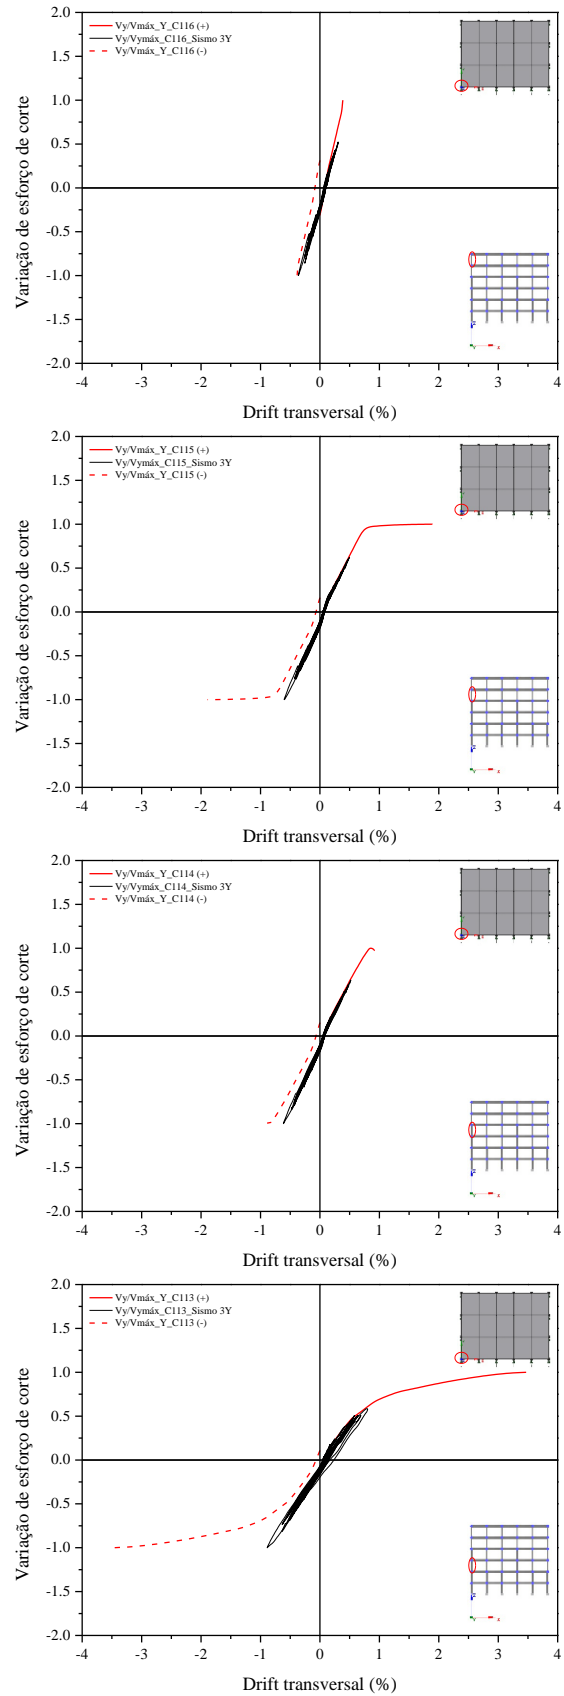 2.0
Vy/Vmáx_Y_C116 (+)
Vy/Vymáx_C116_Sismo 3Y
Vy/Vmáx_Y_C116 (-)
1.5
1.0
0.5
0.0
-0.5
-1.0
-1.5
-2.0
Variação de esforço de corte
-4 -3 -2 -1 0 1 2 3 4
Drift transversal (%)
2.0
Vy/Vmáx_Y_C115 (+)
Vy/Vymáx_C115_Sismo 3Y
Vy/Vmáx_Y_C115 (-)
1.5
1.0
0.5
0.0
-0.5
-1.0
-1.5
-2.0
Variação de esforço de corte
-4 -3 -2 -1 0 1 2 3 4
Drift transversal (%)
2.0
Vy/Vmáx_Y_C114 (+)
Vy/Vymáx_C114_Sismo 3Y
Vy/Vmáx_Y_C114 (-)
1.5
1.0
0.5
0.0
-0.5
-1.0
-1.5
-2.0
Variação de esforço de corte
-4 -3 -2 -1 0 1 2 3 4
Drift transversal (%)
2.0
Vy/Vmáx_Y_C113 (+)
Vy/Vymáx_C113_Sismo 3Y
Vy/Vmáx_Y_C113 (-)
1.5
1.0
0.5
0.0
-0.5
-1.0
-1.5
-2.0
Variação de esforço de corte
-4 -3 -2 -1 0 1 2 3 4
Drift transversal (%)